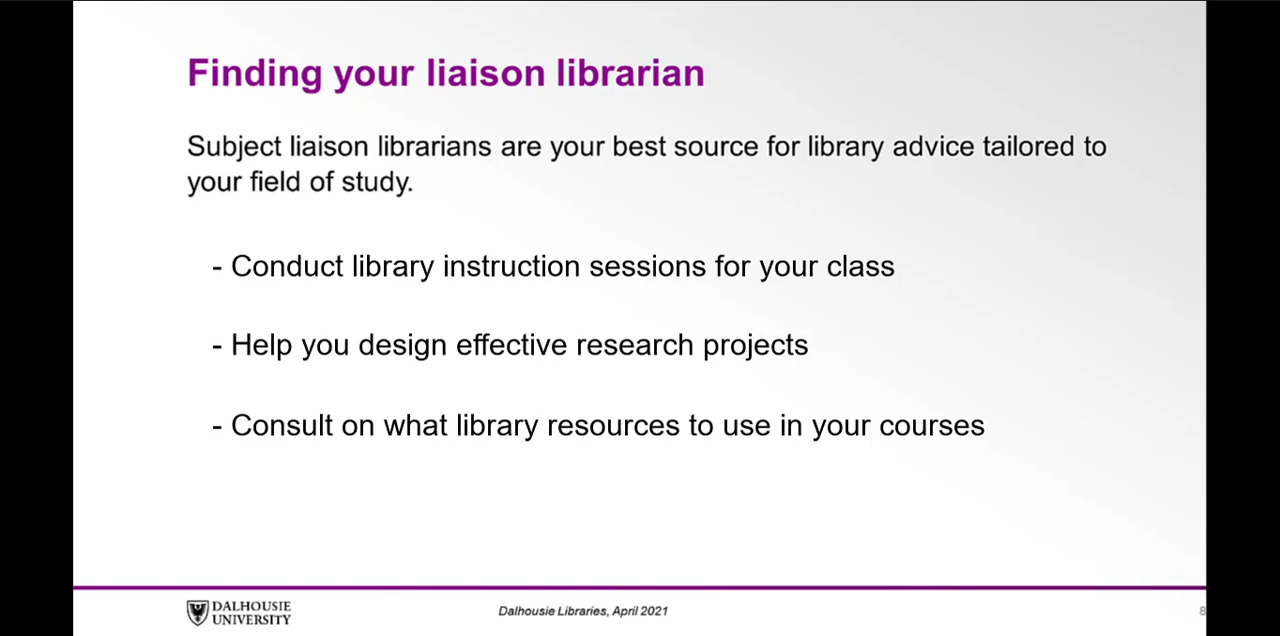 Finding your liaison librarian
Subject liaison librarians are your best source for library advice tailored to
your field of study.
- Conduct library instruction sessions for your class
- Help you design effective research projects
- Consult on what library resources to use in your courses
DALHOUSIE
UNIVERSITY
Dalhousie Libraries, April 2021
8